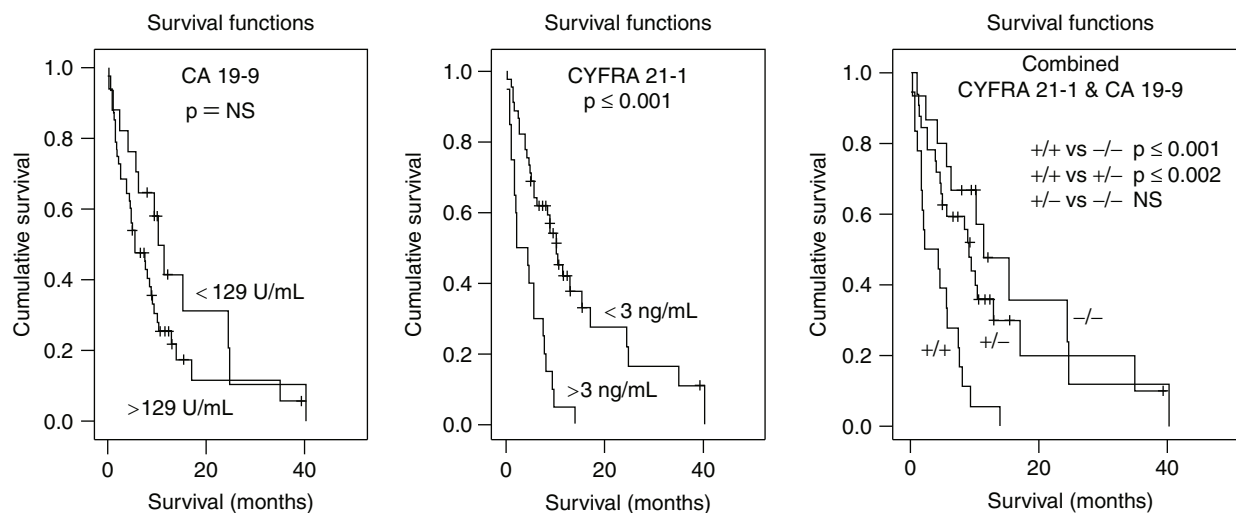 Survival functions
CA 19-9
p = NS
Cumulative survival
1.0
0.8
0.6
0.4
0.2
0.0
< 129 U/mL
>129 U/mL
0 20 40
Survival (months)
Survival functions
CYFRA 21-1
p ≤ 0.001
Cumulative survival
1.0
0.8
0.6
0.4
0.2
0.0
< 3 ng/mL
>3 ng/mL
0 20 40
Survival (months)
Survival functions
Combined
CYFRA 21-1 & CA 19-9
+/+ vs −/− p ≤ 0.001
+/+ vs +/− p ≤ 0.002
+/− vs −/− NS
Cumulative survival
1.0
0.8
0.6
0.4
0.2
0.0
−/−
+/+
+/−
0 20 40
Survival (months)